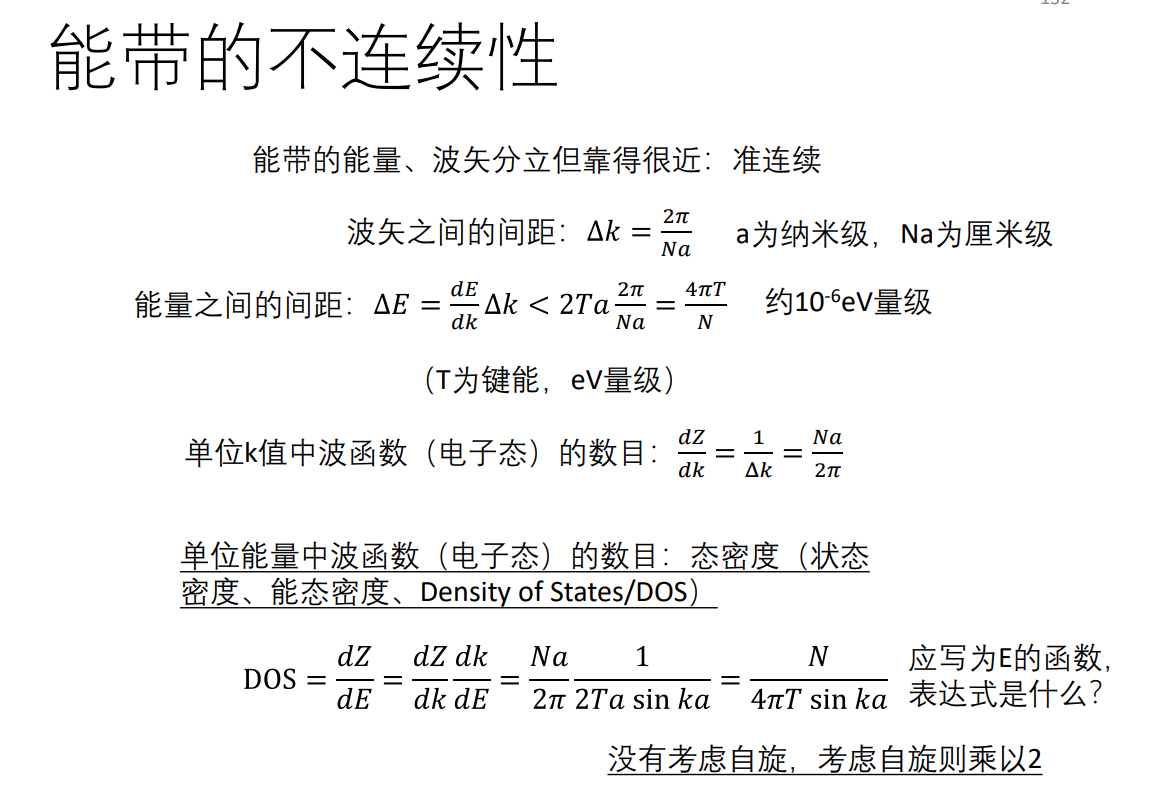 能带的不连续性
能带的能量、波矢分立但靠得很近：准连续
波矢之间的间距：Δk = 2π/Na a为纳米级，Na为厘米级
能量之间的间距：ΔE = dE/dk Δk < 2Ta 2π/Na = 4πT/N 约10⁻⁶eV量级
（T为键能，eV量级）
单位k值中波函数（电子态）的数目：dZ/dk = 1/Δk = Na/2π
单位能量中波函数（电子态）的数目：态密度（状态
密度、能态密度、Density of States/DOS）
DOS = dZ/dE = dZ/dk dk/dE = Na/2π 1/(2Ta sin ka) = N/(4πT sin ka) 应写为E的函数，
表达式是什么？
没有考虑自旋，考虑自旋则乘以2